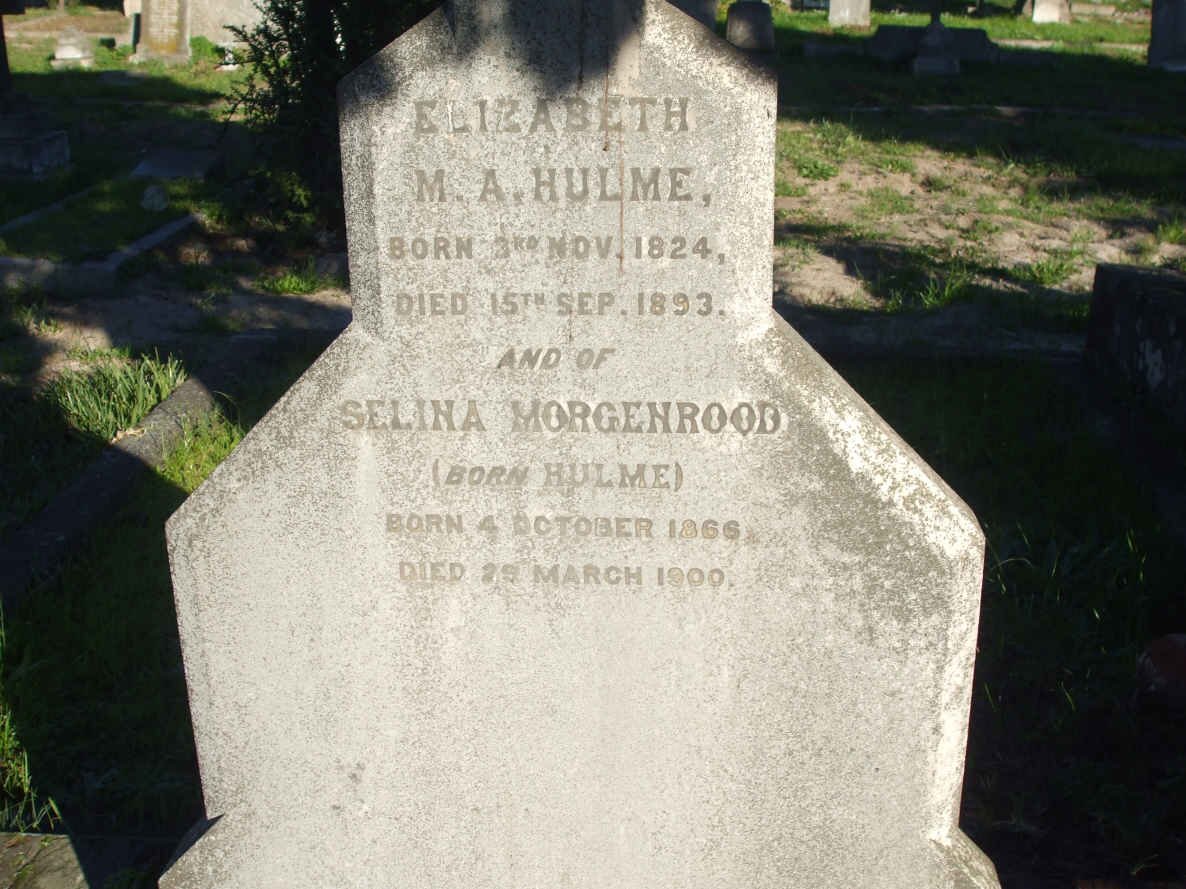 ELIZABETH
M. A. HULME,
BORN 3RD NOV. 1824,
DIED 15TH SEP. 1893.
AND OF
SELINA MORGENROOD
(BORN HULME)
BORN 4 OCTOBER 1866,
DIED MARCH 1900.